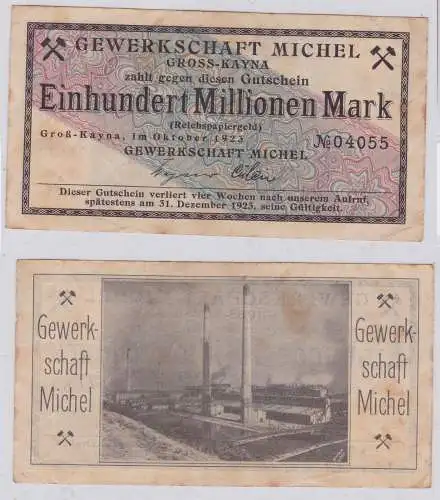 GEWERKSCHAFT MICHEL
GROSS-KAYNA
zahlt gegen diesen Gutschein
Einhundert Millionen Mark
(Reichspapiergeld)
Groß-Kayna, im Oktober 1923
№ 04055
GEWERKSCHAFT MICHEL
Dieser Gutschein verliert vier Wochen nach unserem Aufruf,
spätestens am 31. Dezember 1923, seine Gültigkeit.
Gewerk-
schaft
Michel
Gewerk-
schaft
Michel